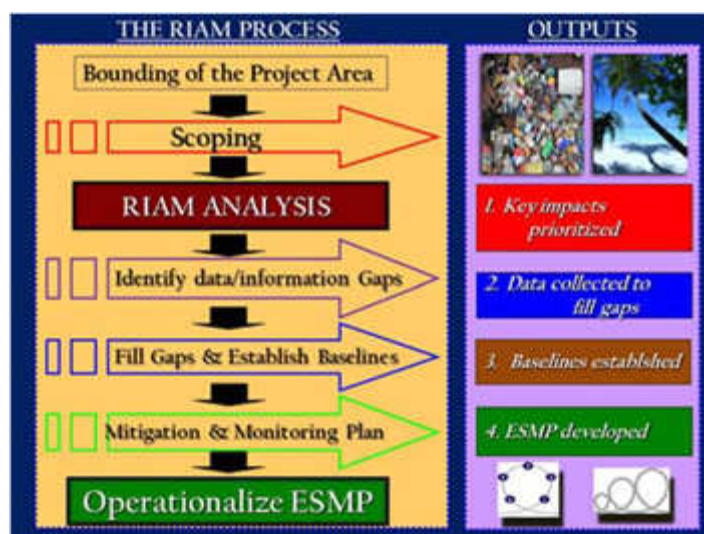 THE RIAM PROCESS
Bounding of the Project Area
Scoping
RIAM ANALYSIS
Identify data/information Gaps
Fill Gaps & Establish Baselines
Mitigation & Monitoring Plan
Operationalize ESMP
OUTPUTS
1. Key impacts
prioritized
2. Data collected to
fill gaps
3. Baselines establshed
4. ESMP developed